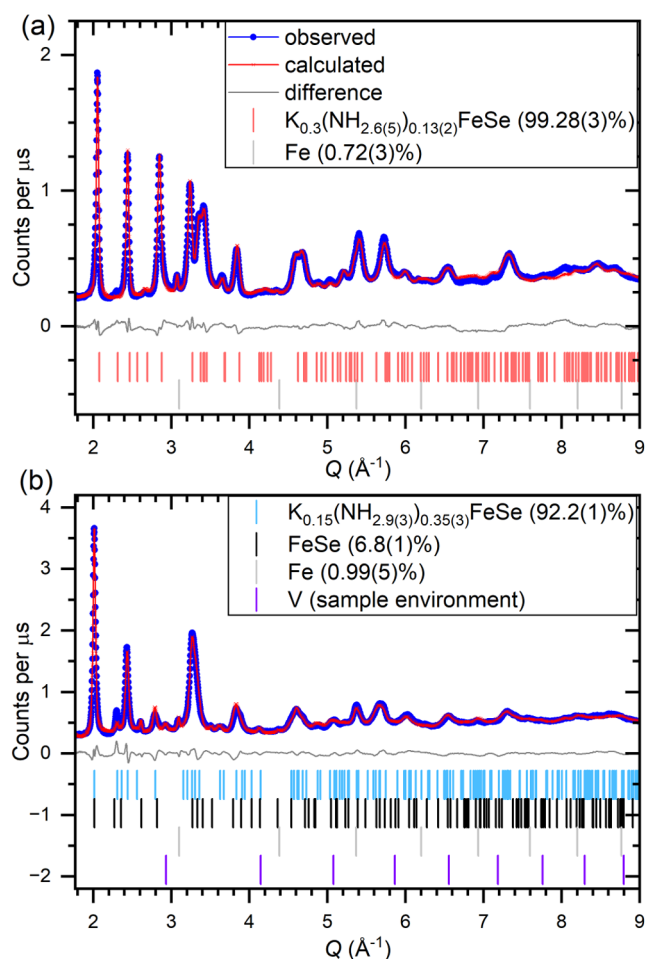 (a)
observed
calculated
difference
K0.3(NH2.6(5))0.13(2)FeSe (99.28(3)%)
Fe (0.72(3)%)
Counts per μs
2
1
0
2 3 4 5 6 7 8 9
Q (Å-1)
(b)
K0.15(NH2.9(3))0.35(3)FeSe (92.2(1)%)
FeSe (6.8(1)%)
Fe (0.99(5)%)
V (sample environment)
Counts per μs
4
3
2
1
0
−1
−2
2 3 4 5 6 7 8 9
Q (Å-1)